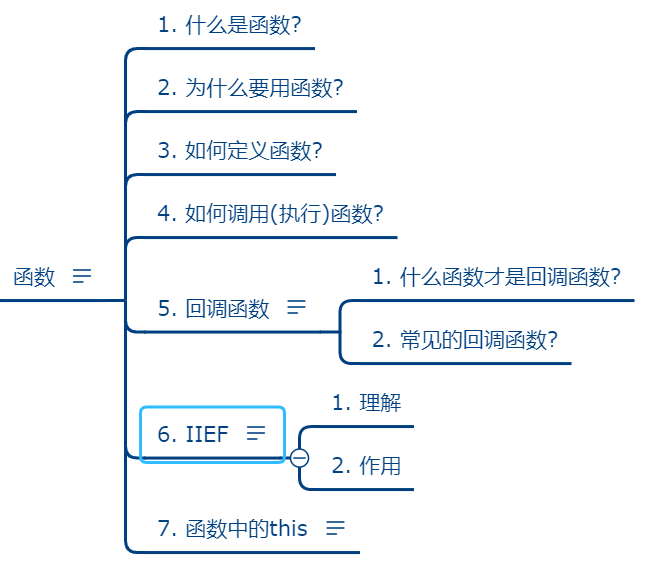 1. 什么是函数?
2. 为什么要用函数?
3. 如何定义函数?
4. 如何调用(执行)函数?
函数
5. 回调函数
1. 什么函数才是回调函数?
2. 常见的回调函数?
6. IIEF
1. 理解
2. 作用
7. 函数中的this